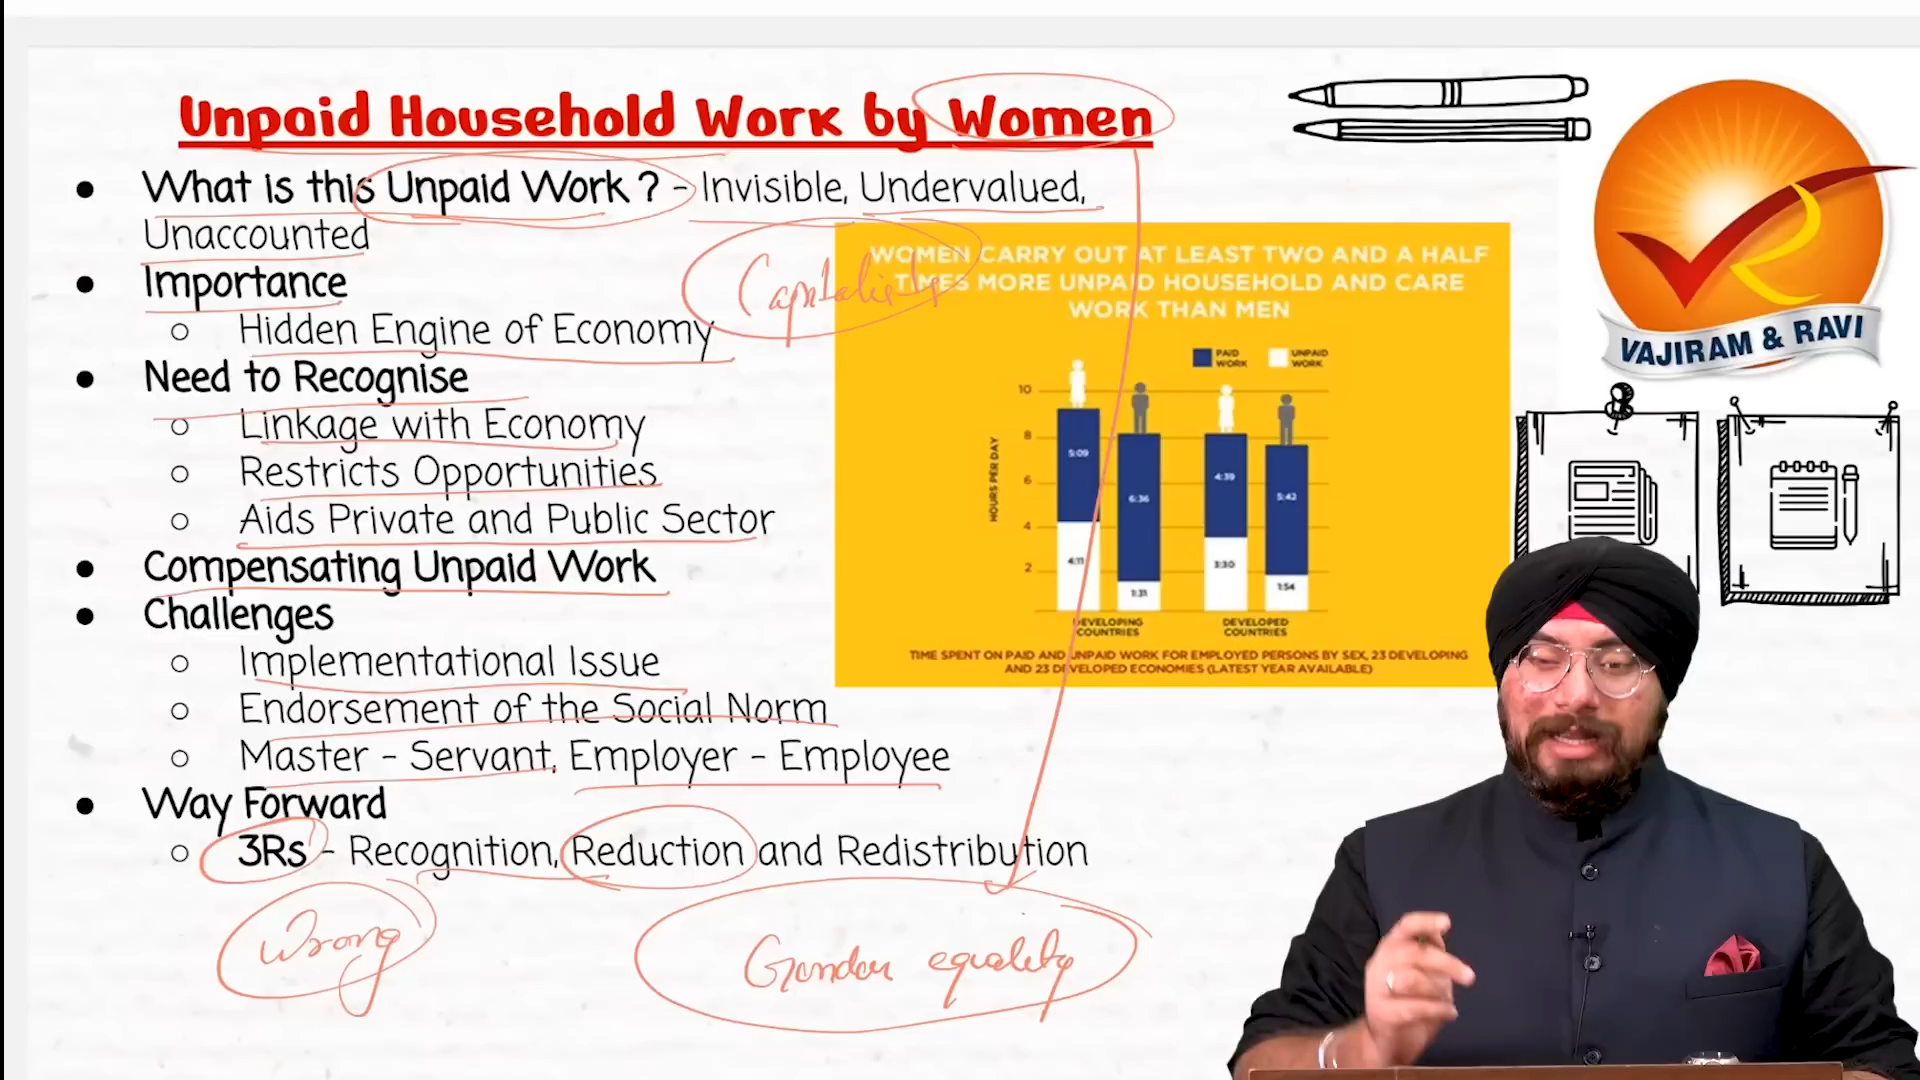 Unpaid Household Work by Women
● What is this Unpaid Work ? - Invisible, Undervalued,
Unaccounted
● Importance
○ Hidden Engine of Economy
● Need to Recognise
○ Linkage with Economy
○ Restricts Opportunities
○ Aids Private and Public Sector
● Compensating Unpaid Work
● Challenges
○ Implementational Issue
○ Endorsement of the Social Norm
○ Master - Servant, Employer - Employee
● Way Forward
○ 3Rs - Recognition, Reduction and Redistribution
Wrong
Gender equality
Capitalists
WOMEN CARRY OUT AT LEAST TWO AND A HALF
TIMES MORE UNPAID HOUSEHOLD AND CARE
WORK THAN MEN
PAID WORK
UNPAID WORK
HOURS PER DAY
10
8
6
4
2
5:09
4:11
6:36
1:31
4:39
3:30
5:42
1:54
DEVELOPING
COUNTRIES
DEVELOPED
COUNTRIES
TIME SPENT ON PAID AND UNPAID WORK FOR EMPLOYED PERSONS BY SEX, 23 DEVELOPING
AND 23 DEVELOPED ECONOMIES (LATEST YEAR AVAILABLE)
VAJIRAM & RAVI